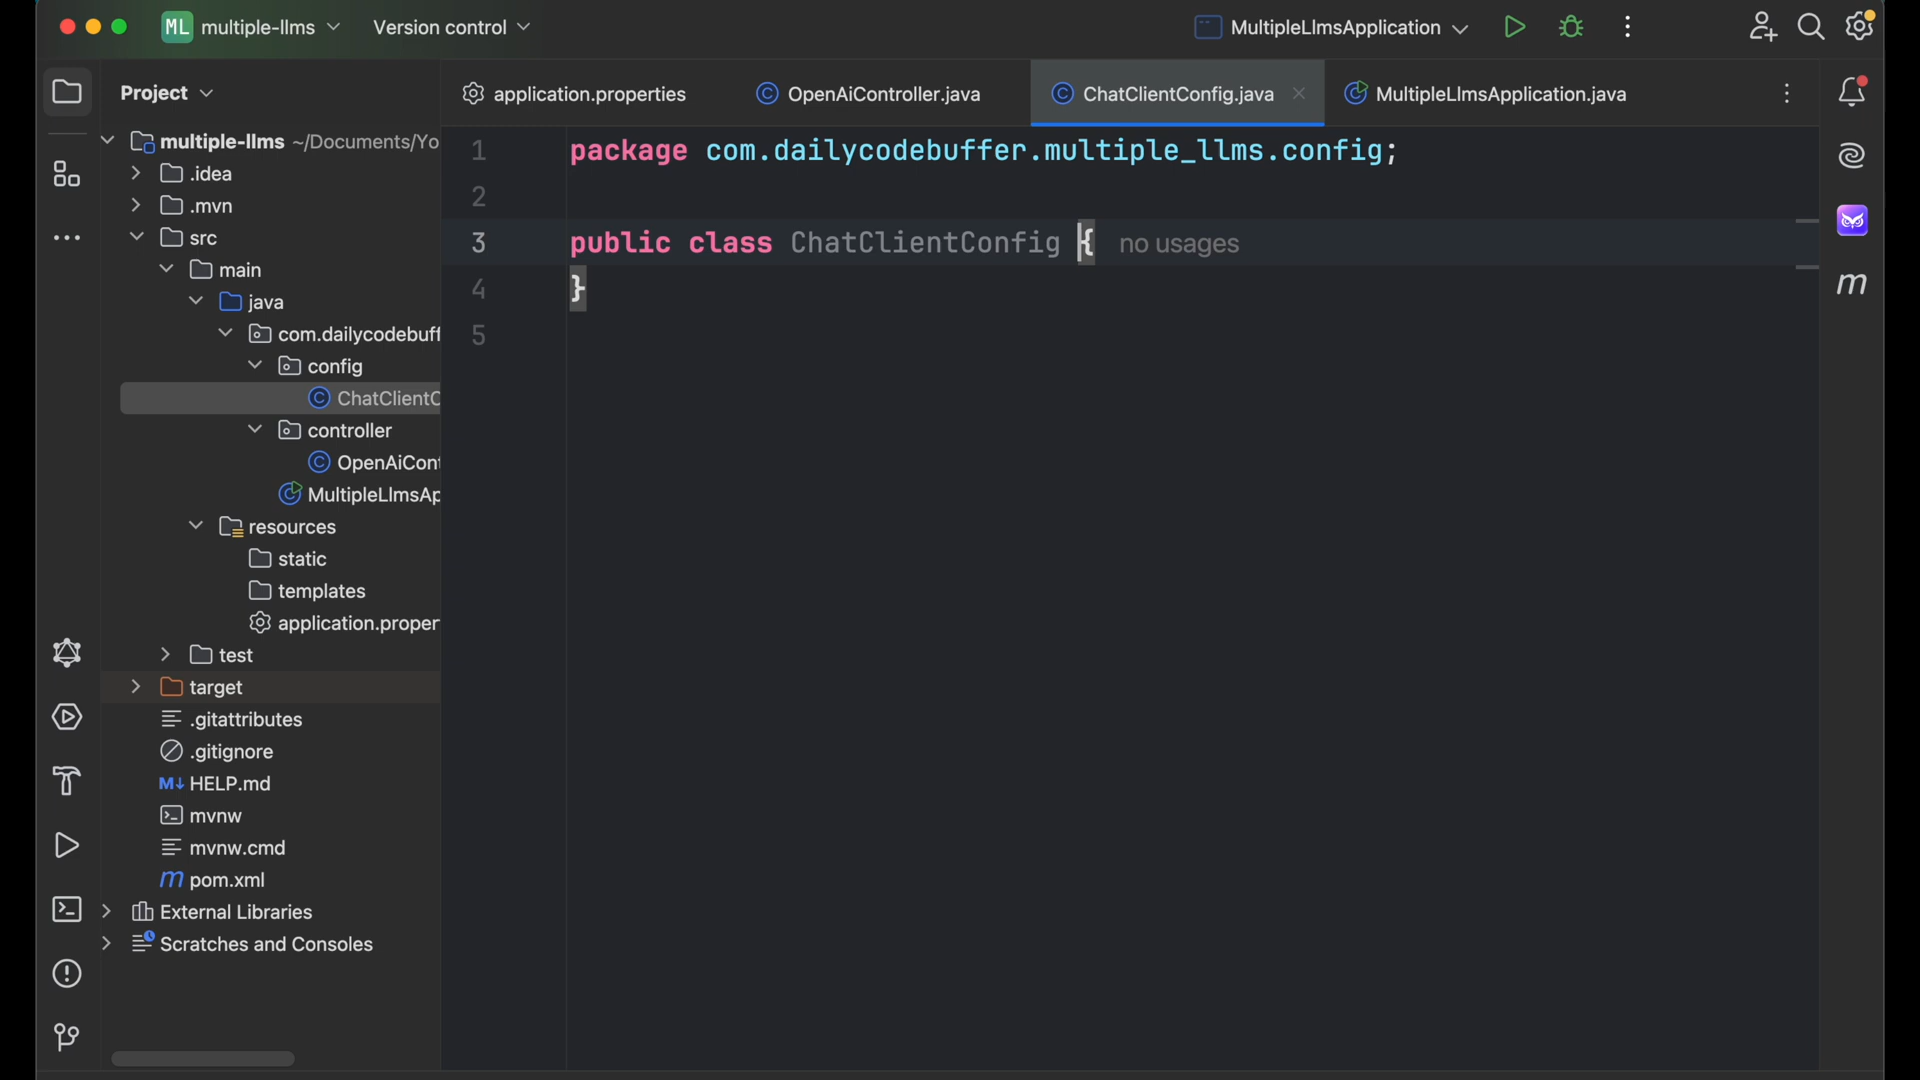 ML multiple-llms Version control MultipleLlmsApplication
Project
application.properties OpenAiController.java ChatClientConfig.java MultipleLlmsApplication.java
multiple-llms ~/Documents/Yo
.idea
.mvn
src
main
java
com.dailycodebuff
config
ChatClientC
controller
OpenAiCont
MultipleLlmsAp
resources
static
templates
application.proper
test
target
.gitattributes
.gitignore
M↓ HELP.md
mvnw
mvnw.cmd
m pom.xml
External Libraries
Scratches and Consoles
1 package com.dailycodebuffer.multiple_llms.config;
2
3 public class ChatClientConfig { no usages
4 }
5
m